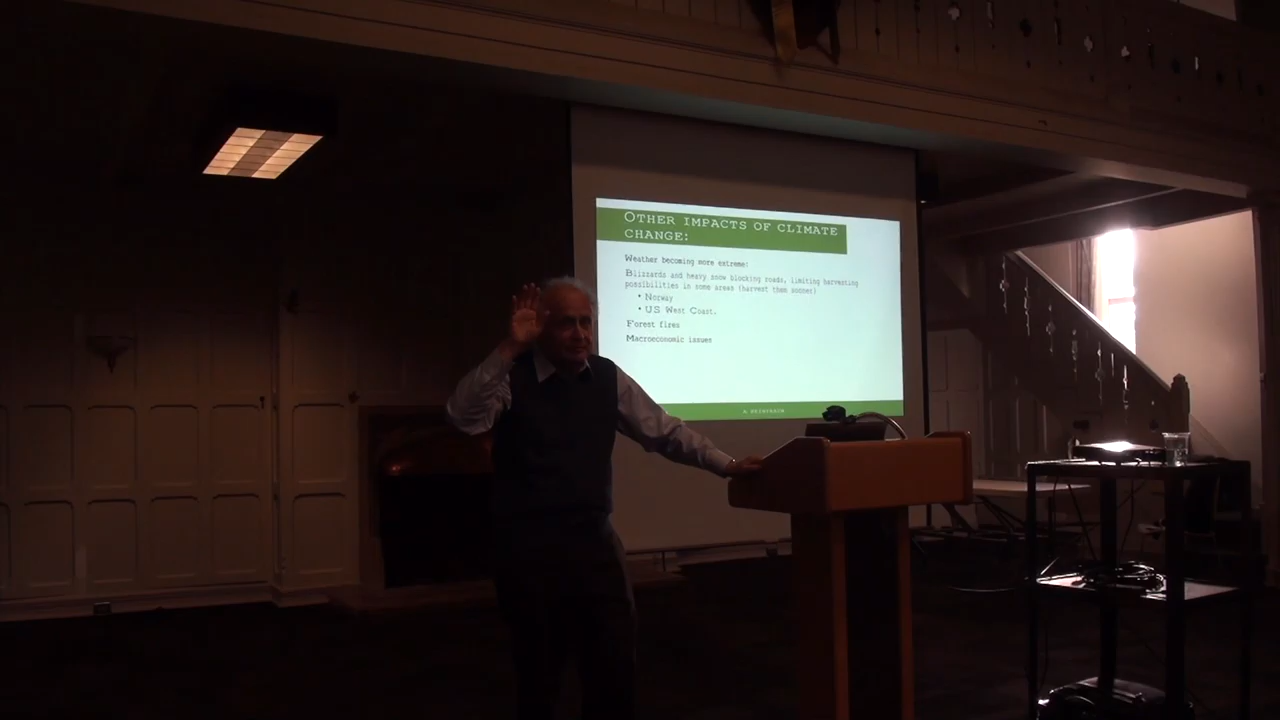 OTHER IMPACTS OF CLIMATE
CHANGE:
Weather becoming more extreme:
Blizzards and heavy snow blocking roads, limiting harvesting
possibilities in some areas (harvest them sooner)
• Norway
• US West Coast.
Forest fires
Macroeconomic issues